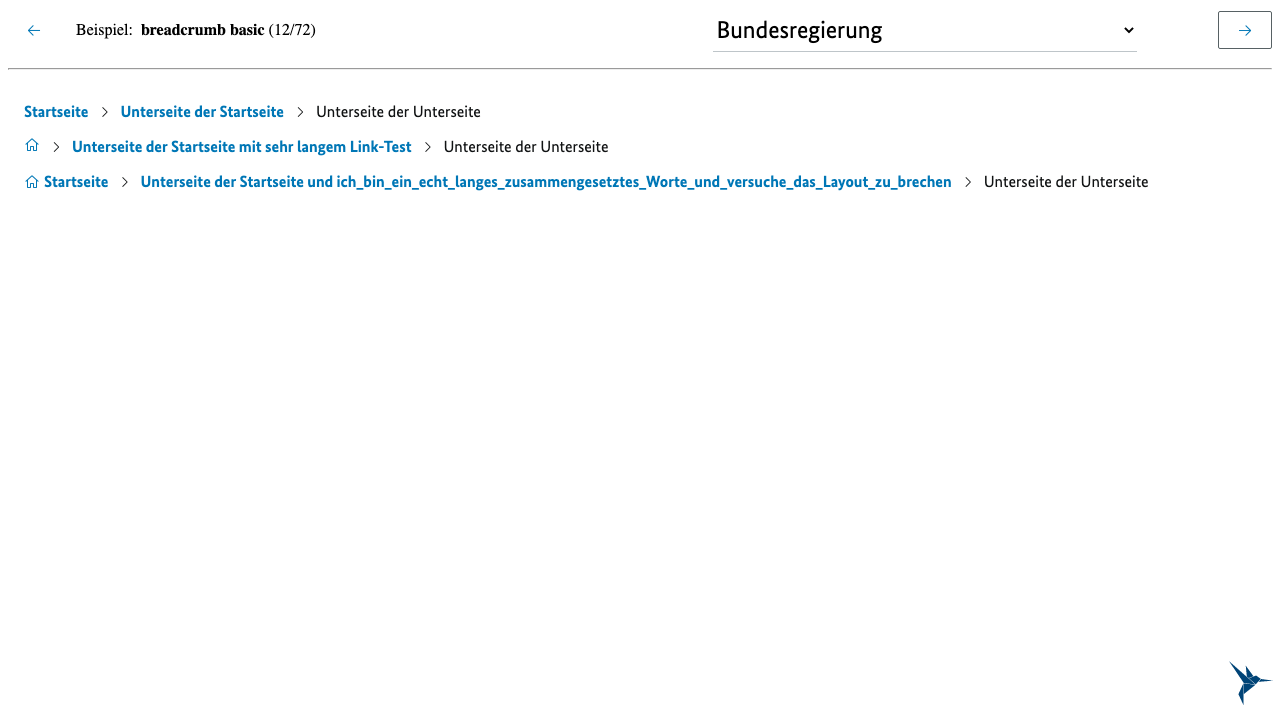 Beispiel: breadcrumb basic (12/72) Bundesregierung
Startseite Unterseite der Startseite Unterseite der Unterseite
Unterseite der Startseite mit sehr langem Link-Test Unterseite der Unterseite
Startseite Unterseite der Startseite und ich_bin_ein_echt_langes_zusammengesetztes_Worte_und_versuche_das_Layout_zu_brechen Unterseite der Unterseite